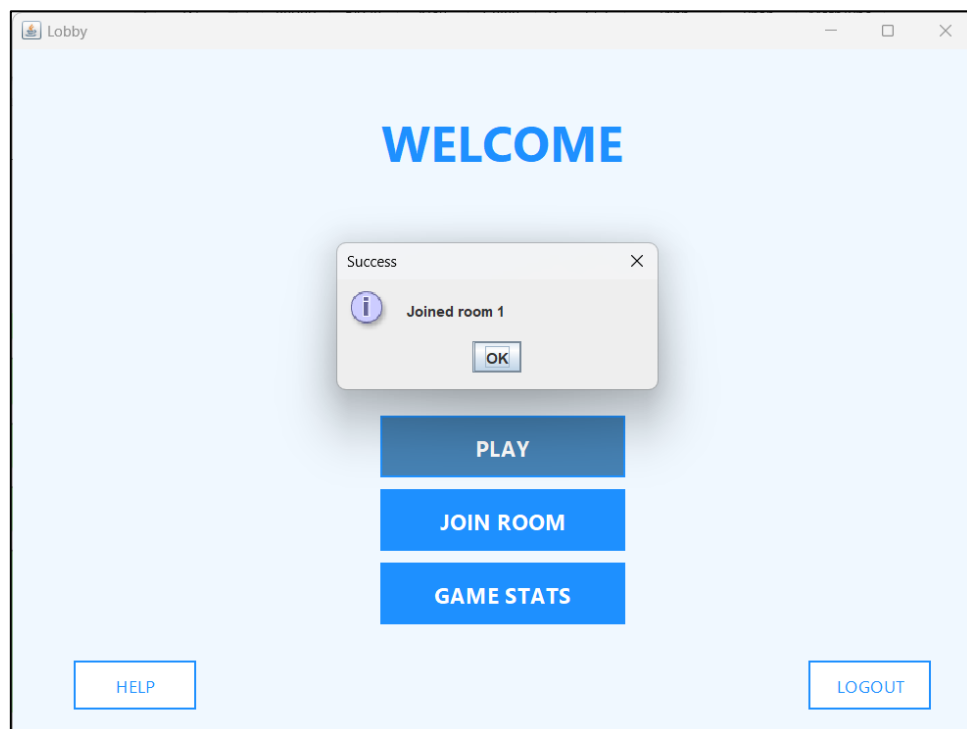 Lobby
WELCOME
Success
Joined room 1
OK
PLAY
JOIN ROOM
GAME STATS
HELP
LOGOUT